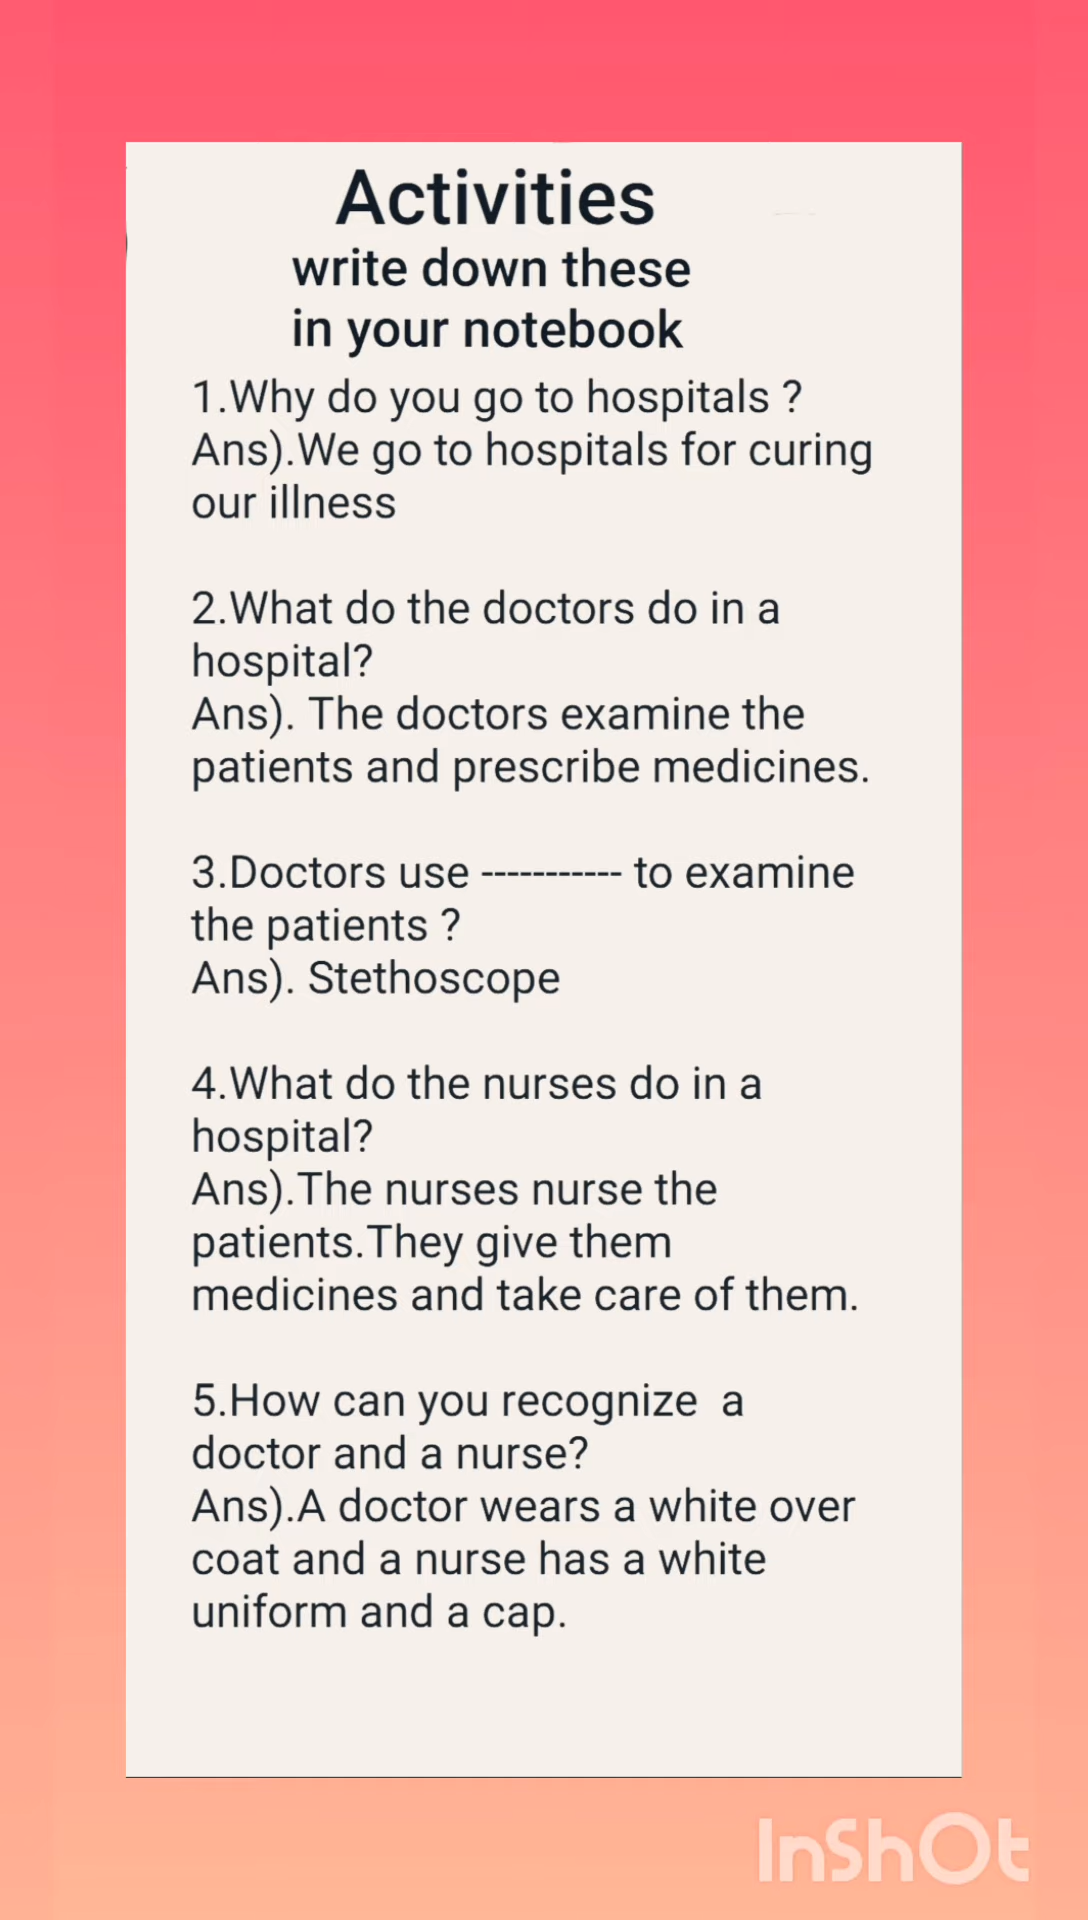 Activities
write down these
in your notebook
1.Why do you go to hospitals ?
Ans).We go to hospitals for curing
our illness
2.What do the doctors do in a
hospital?
Ans). The doctors examine the
patients and prescribe medicines.
3.Doctors use ----------- to examine
the patients ?
Ans). Stethoscope
4.What do the nurses do in a
hospital?
Ans).The nurses nurse the
patients.They give them
medicines and take care of them.
5.How can you recognize  a
doctor and a nurse?
Ans).A doctor wears a white over
coat and a nurse has a white
uniform and a cap.
InShOt